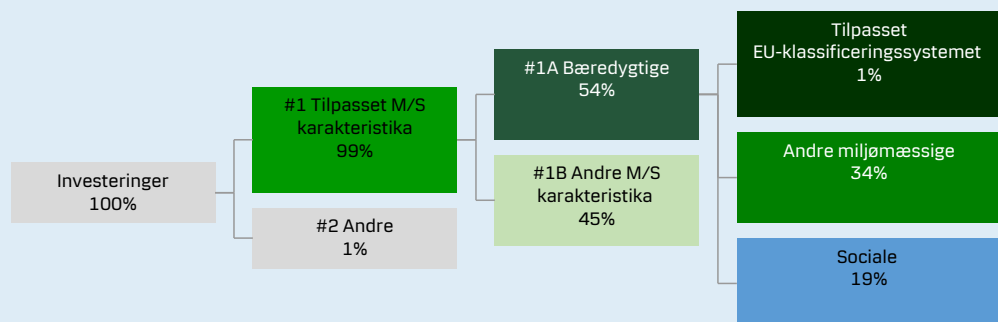 Investeringer
100%
#1 Tilpasset M/S
karakteristika
99%
#2 Andre
1%
#1A Bæredygtige
54%
#1B Andre M/S
karakteristika
45%
Tilpasset
EU-klassificeringssystemet
1%
Andre miljømæssige
34%
Sociale
19%